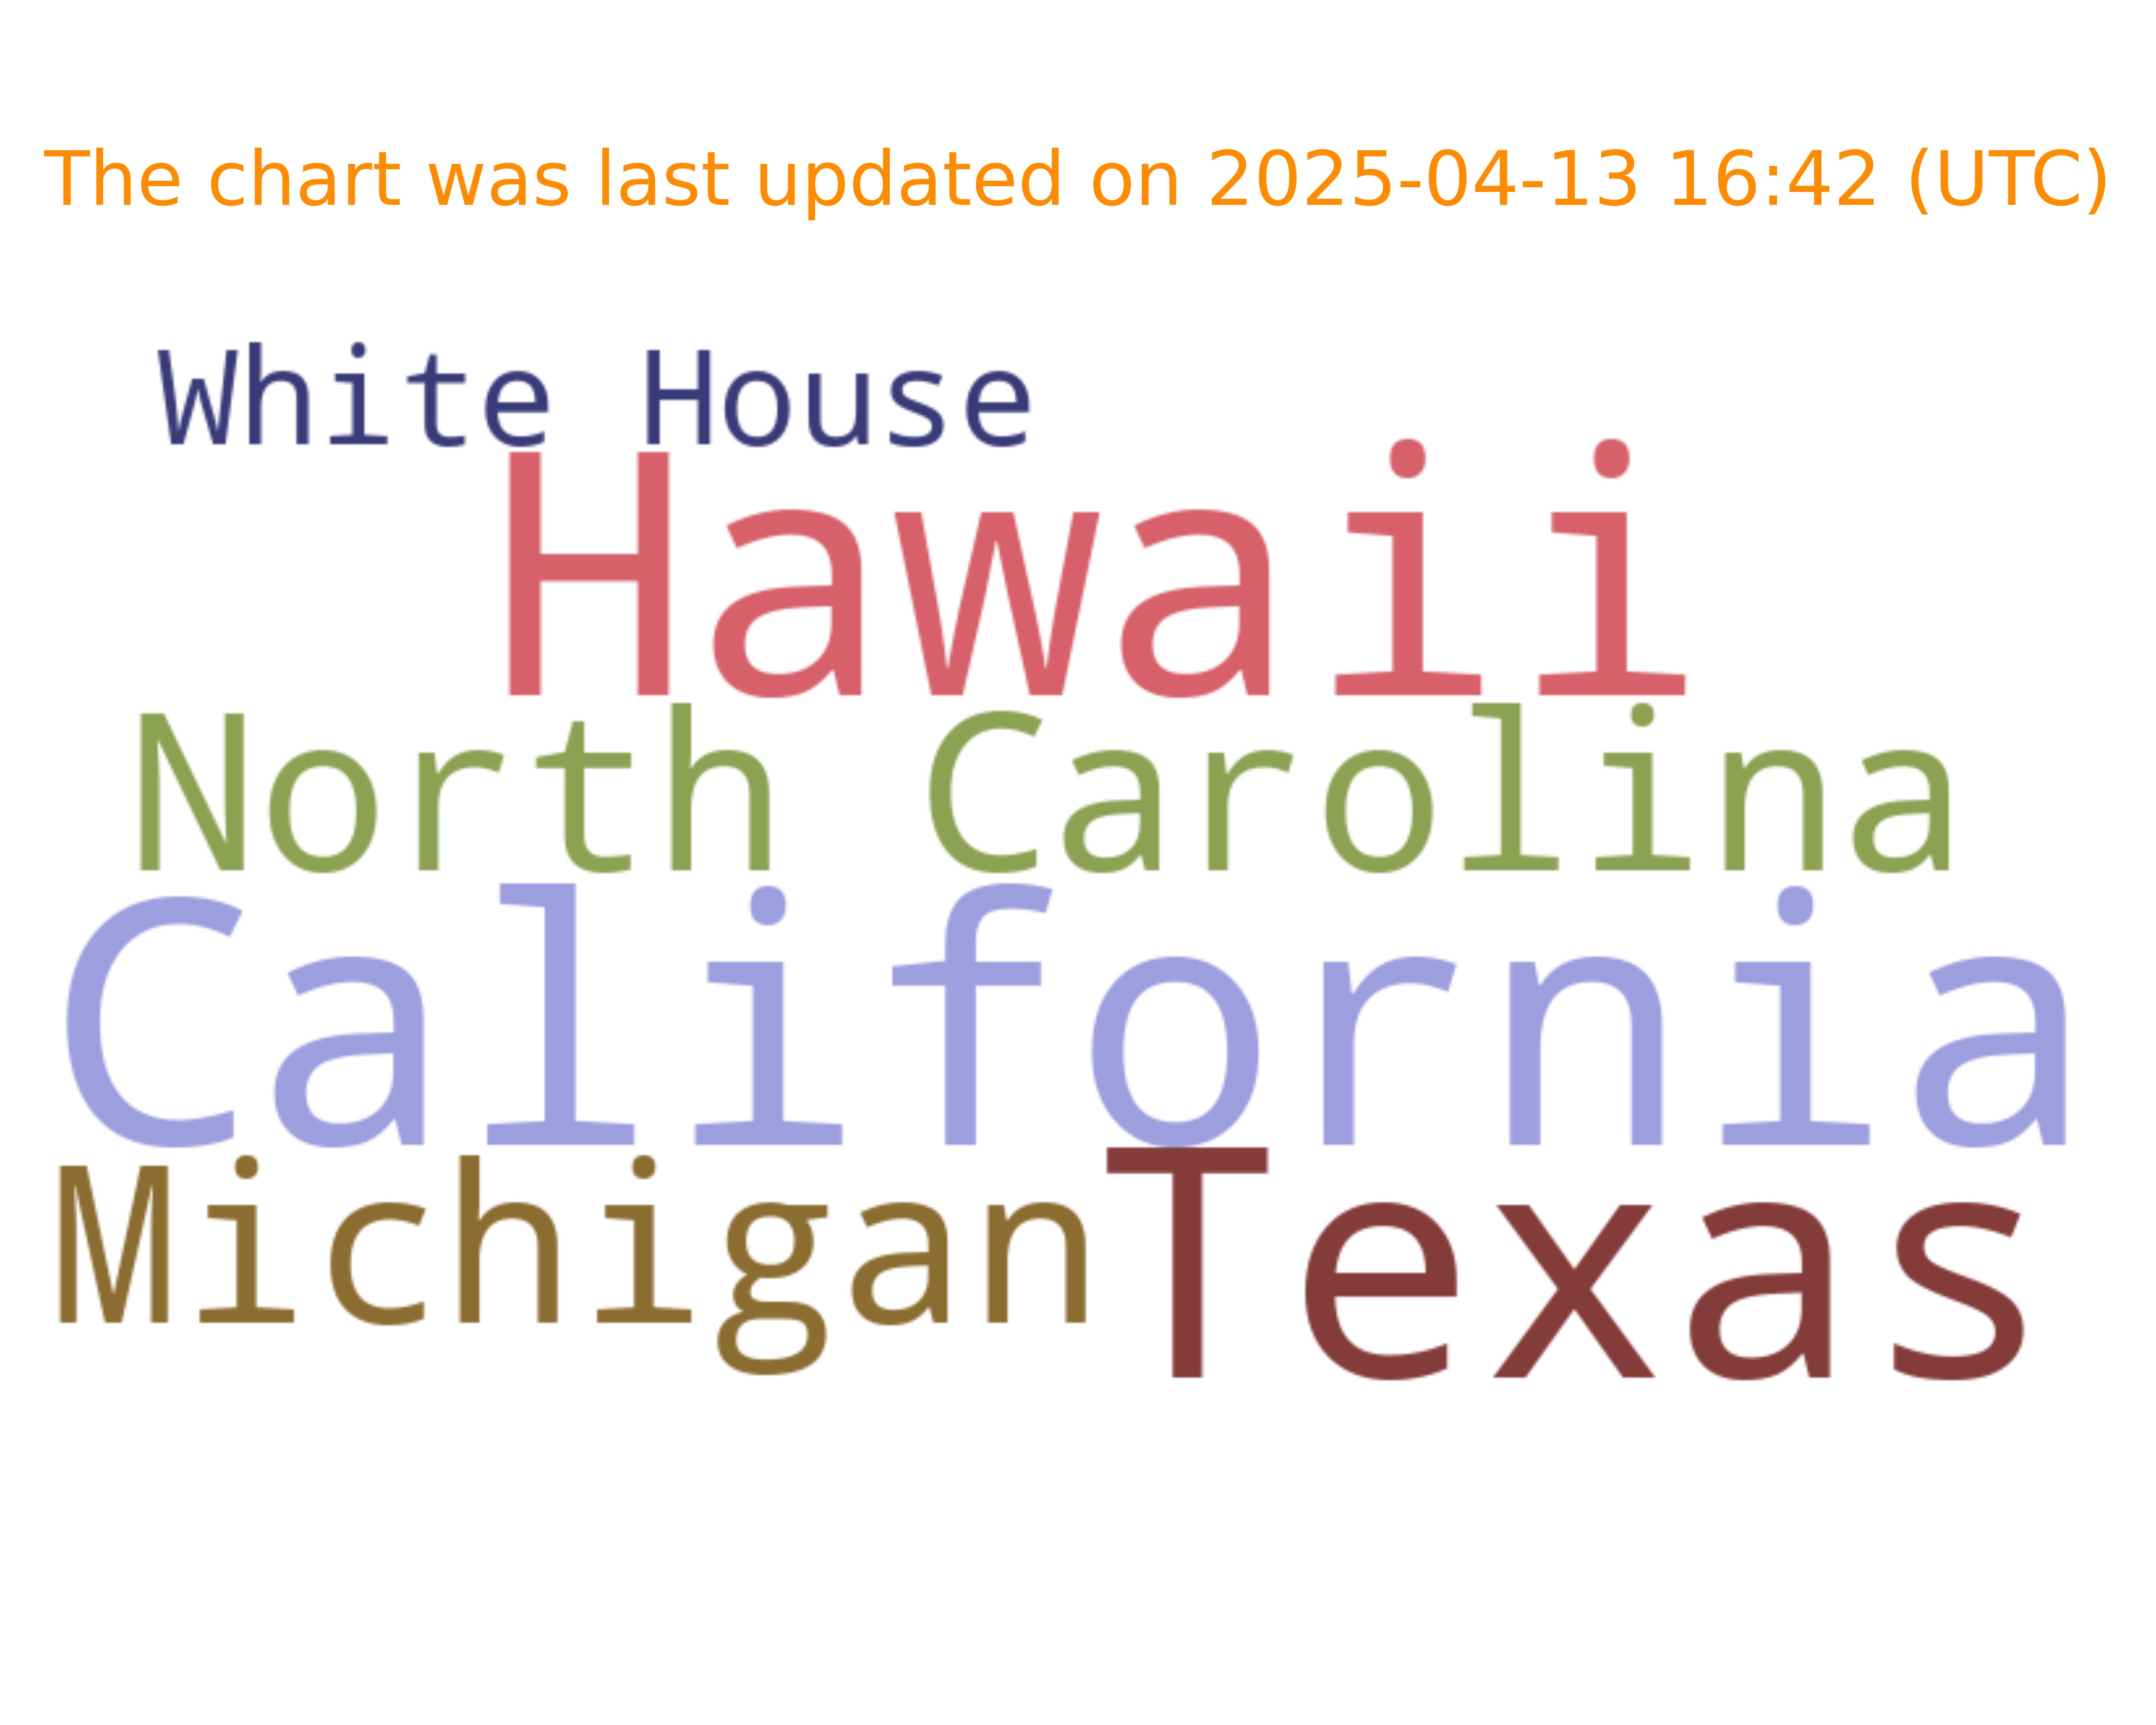 The chart was last updated on 2025-04-13 16:42 (UTC)
White House
Hawaii
North Carolina
California
Michigan Texas